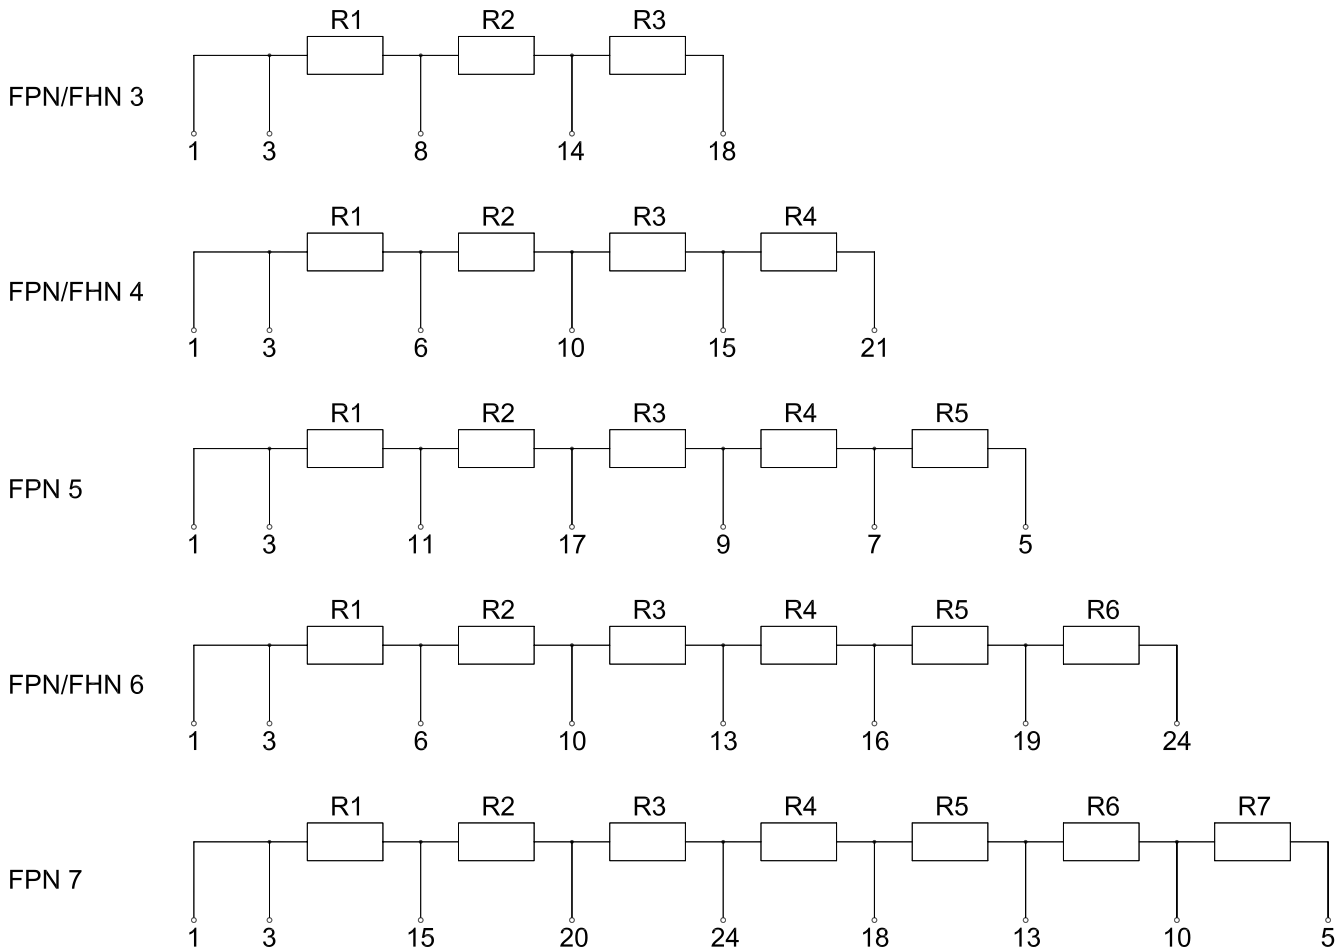 R1 R2 R3
FPN/FHN 3
1 3 8 14 18
R1 R2 R3 R4
FPN/FHN 4
1 3 6 10 15 21
R1 R2 R3 R4 R5
FPN 5
1 3 11 17 9 7 5
R1 R2 R3 R4 R5 R6
FPN/FHN 6
1 3 6 10 13 16 19 24
R1 R2 R3 R4 R5 R6 R7
FPN 7
1 3 15 20 24 18 13 10 5